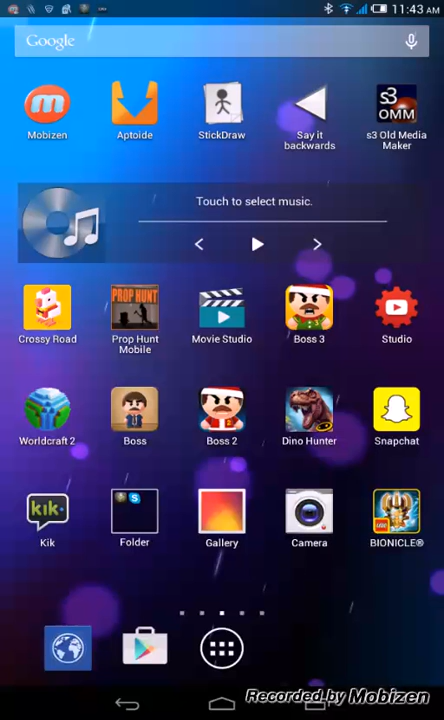 11:43 AM
Google
Mobizen
Aptoide
StickDraw
Say it backwards
s3 Old Media Maker
s3
OMM
Touch to select music.
PROP HUNT
Crossy Road
Prop Hunt Mobile
Movie Studio
Boss 3
Studio
Worldcraft 2
Boss
Boss 2
Dino Hunter
Snapchat
kik·
Kik
Folder
Gallery
Camera
LEGO
BIONICLE®
Recorded by Mobizen